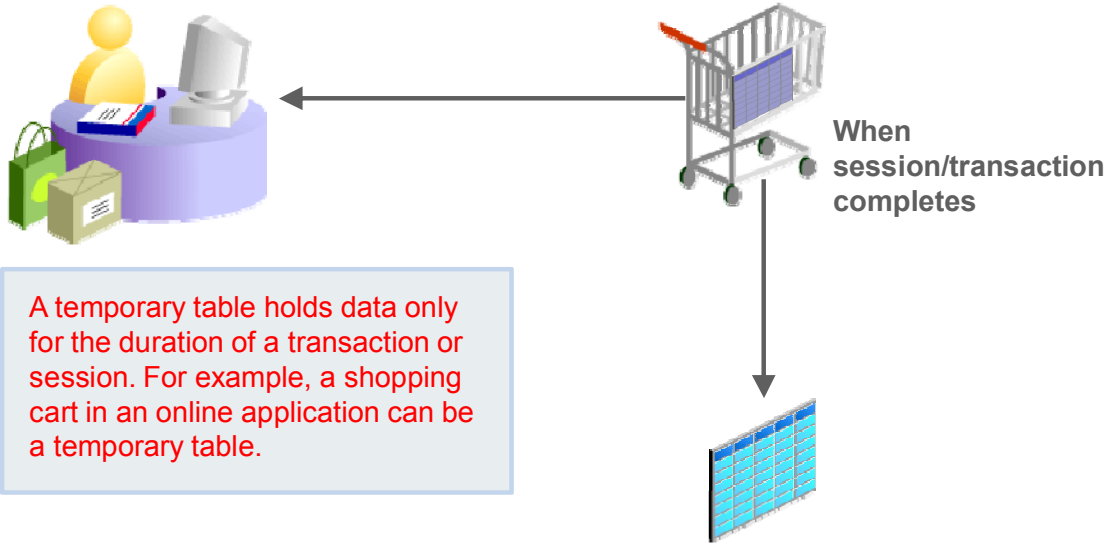 When
session/transaction
completes
A temporary table holds data only
for the duration of a transaction or
session. For example, a shopping
cart in an online application can be
a temporary table.